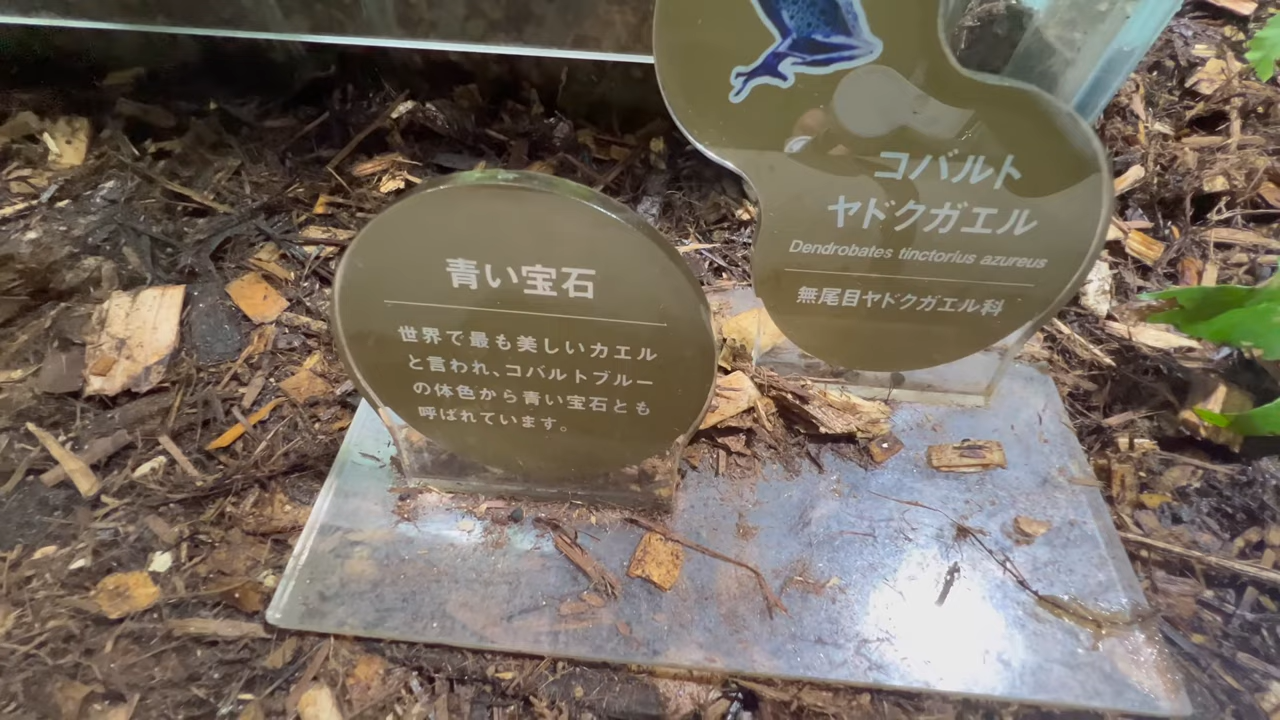 青い宝石
世界で最も美しいカエル
と言われ、コバルトブルー
の体色から青い宝石とも
呼ばれています。
コバルト
ヤドクガエル
Dendrobates tinctorius azureus
無尾目ヤドクガエル科